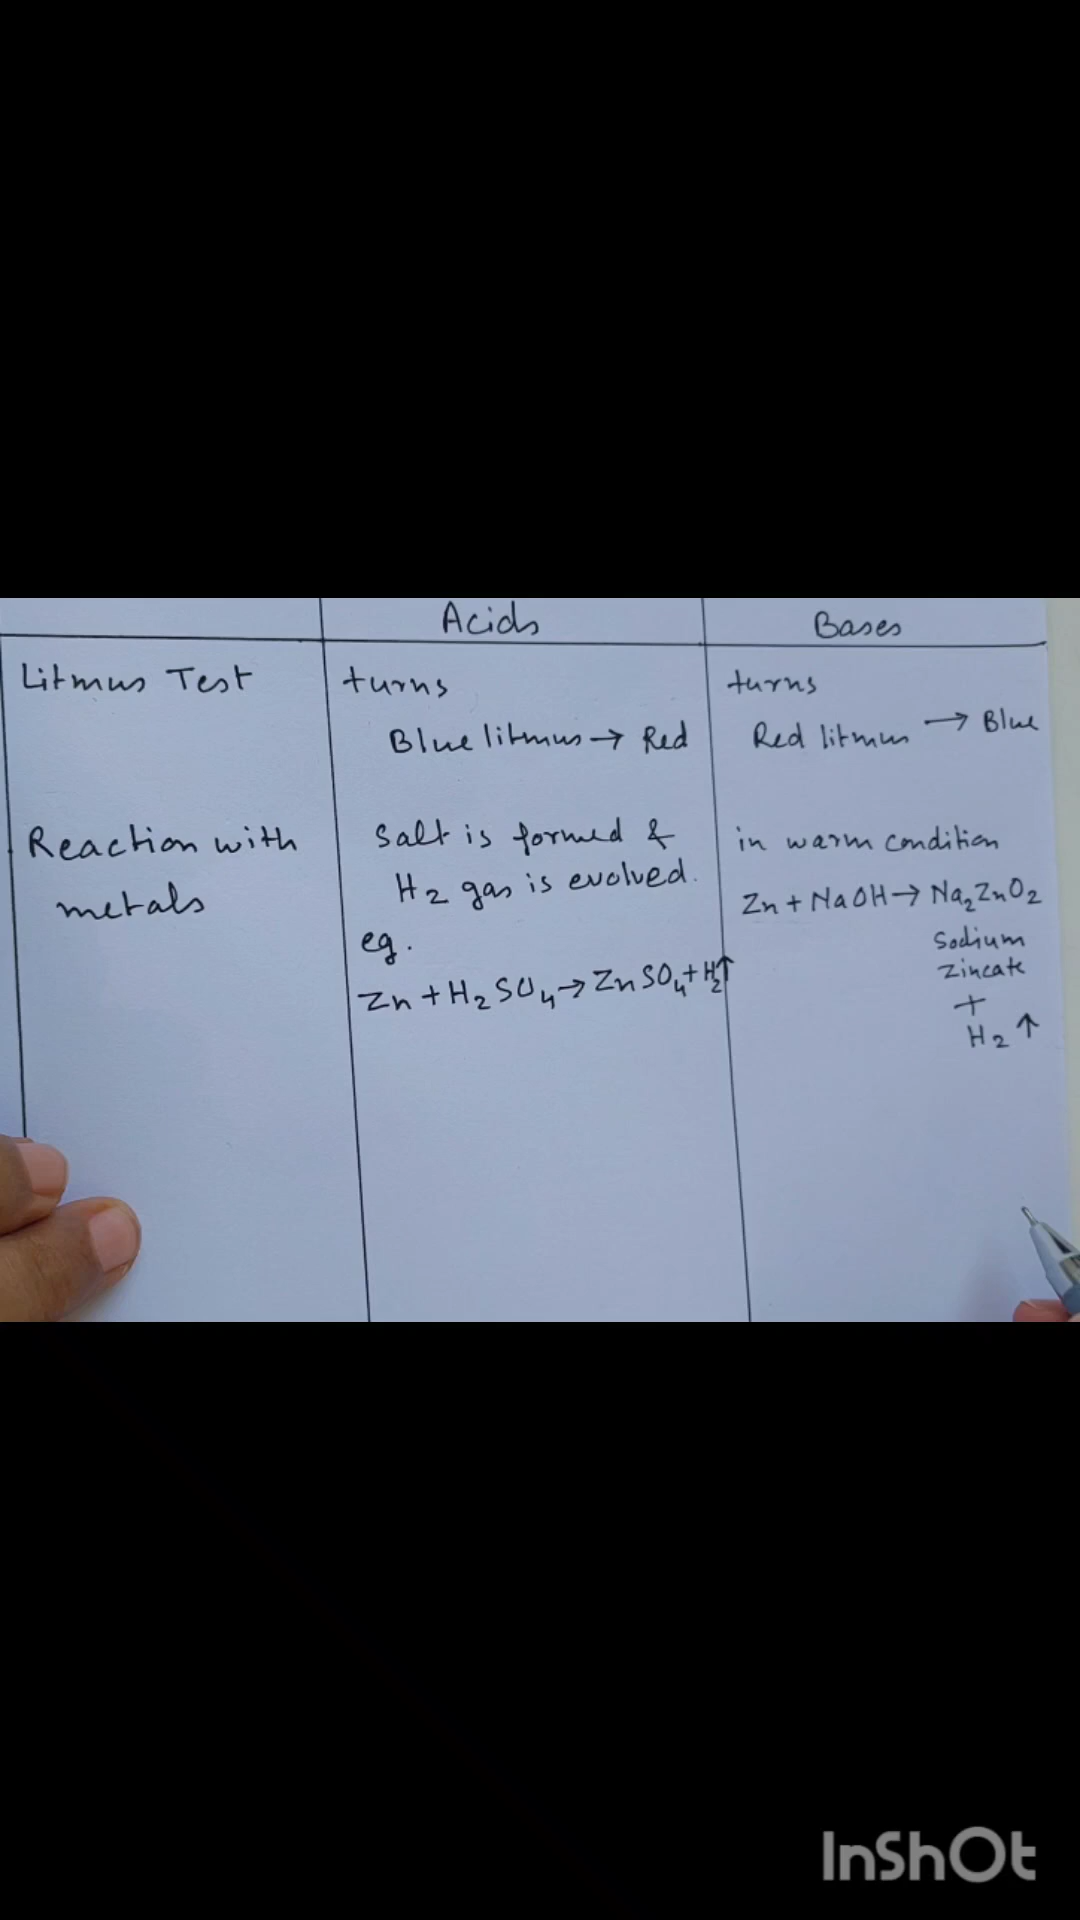 Acids Bases
Litmus Test turns turns
Blue litmus → Red Red litmus → Blue
Reaction with Salt is formed & in warm condition
metals H₂ gas is evolved. Zn + NaOH → Na₂ZnO₂
eg. Sodium
Zn + H₂SO₄ → ZnSO₄ + H₂↑ Zincate
+
H₂ ↑
InShOt